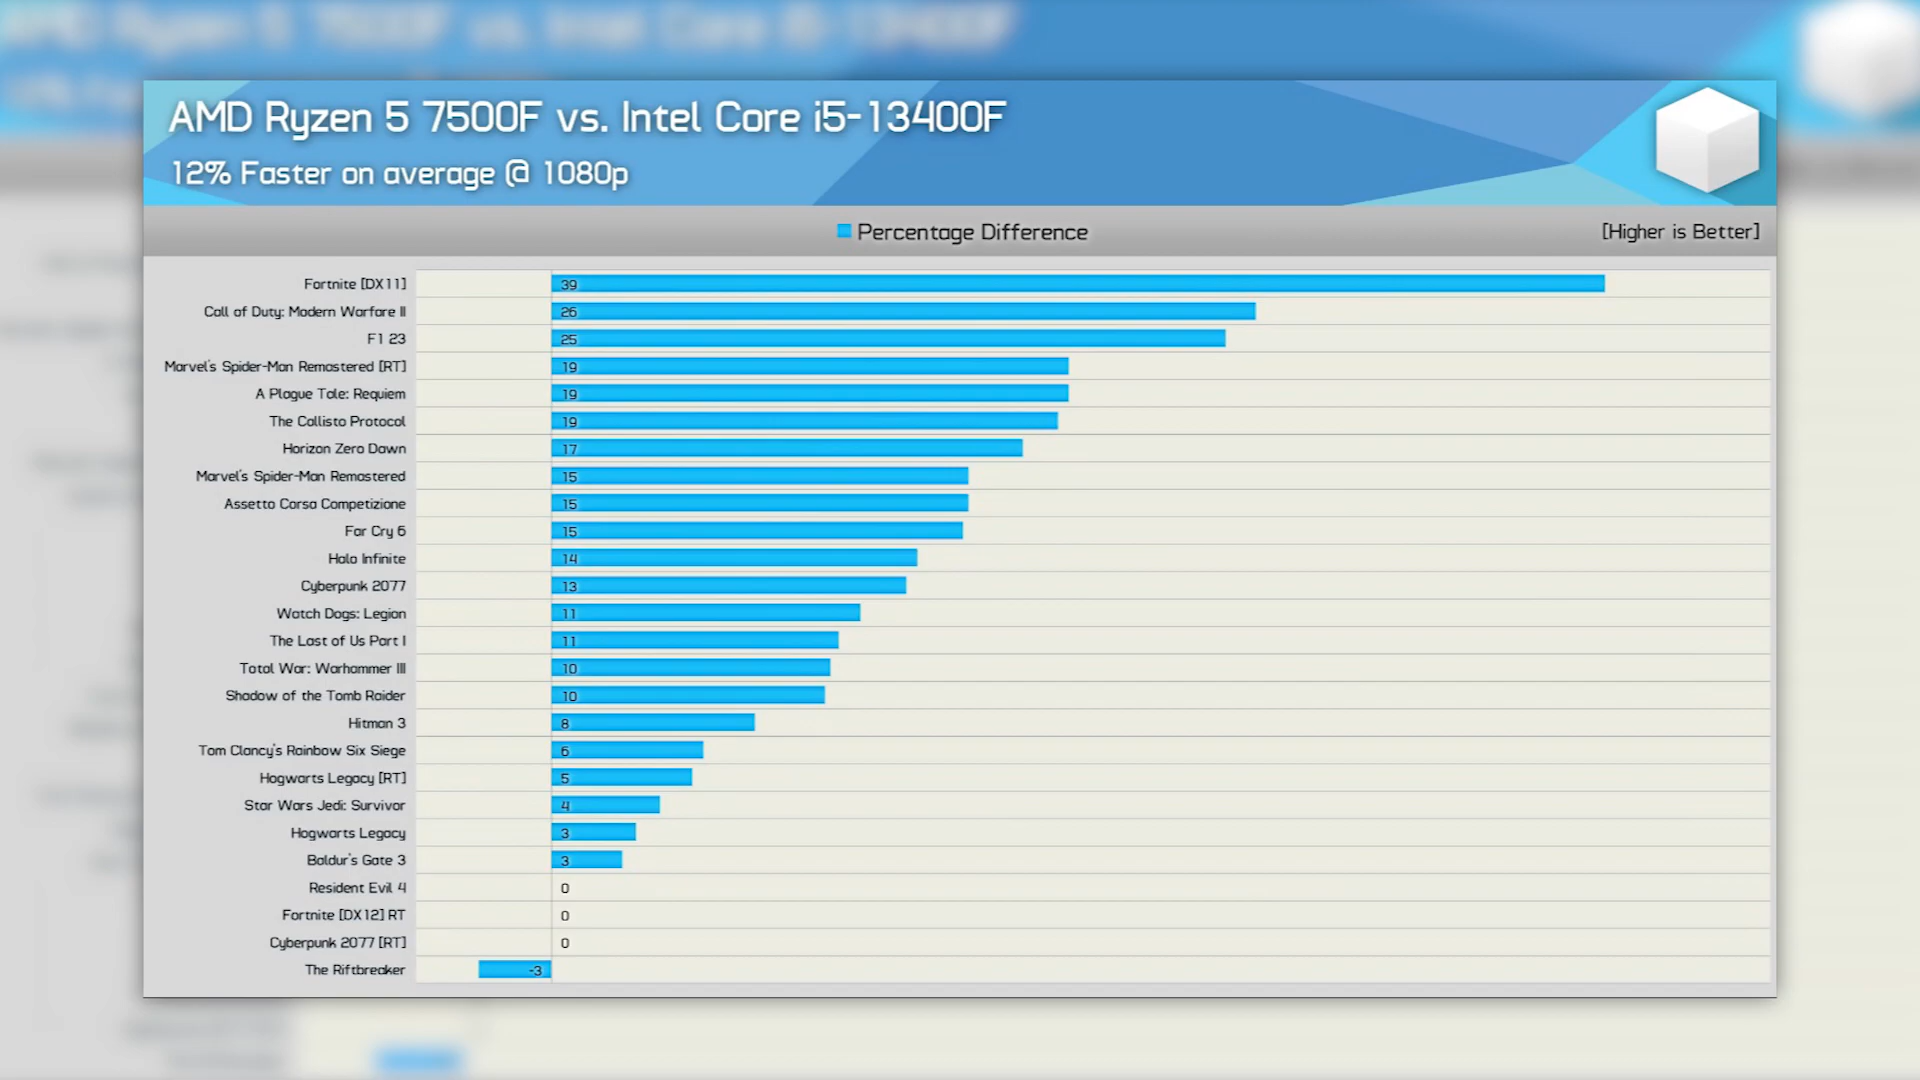 AMD Ryzen 5 7500F vs. Intel Core i5-13400F
12% Faster on average @ 1080p
Percentage Difference
[Higher is Better]
Fortnite [DX11] 39
Call of Duty: Modern Warfare II 26
F1 23 25
Marvel's Spider-Man Remastered [RT] 19
A Plague Tale: Requiem 19
The Callisto Protocol 19
Horizon Zero Dawn 17
Marvel's Spider-Man Remastered 15
Assetto Corsa Competizione 15
Far Cry 6 15
Halo Infinite 14
Cyberpunk 2077 13
Watch Dogs: Legion 11
The Last of Us Part I 11
Total War: Warhammer III 10
Shadow of the Tomb Raider 10
Hitman 3 8
Tom Clancy's Rainbow Six Siege 6
Hogwarts Legacy [RT] 5
Star Wars Jedi: Survivor 4
Hogwarts Legacy 3
Baldur's Gate 3 3
Resident Evil 4 0
Fortnite [DX12] RT 0
Cyberpunk 2077 [RT] 0
The Riftbreaker -3